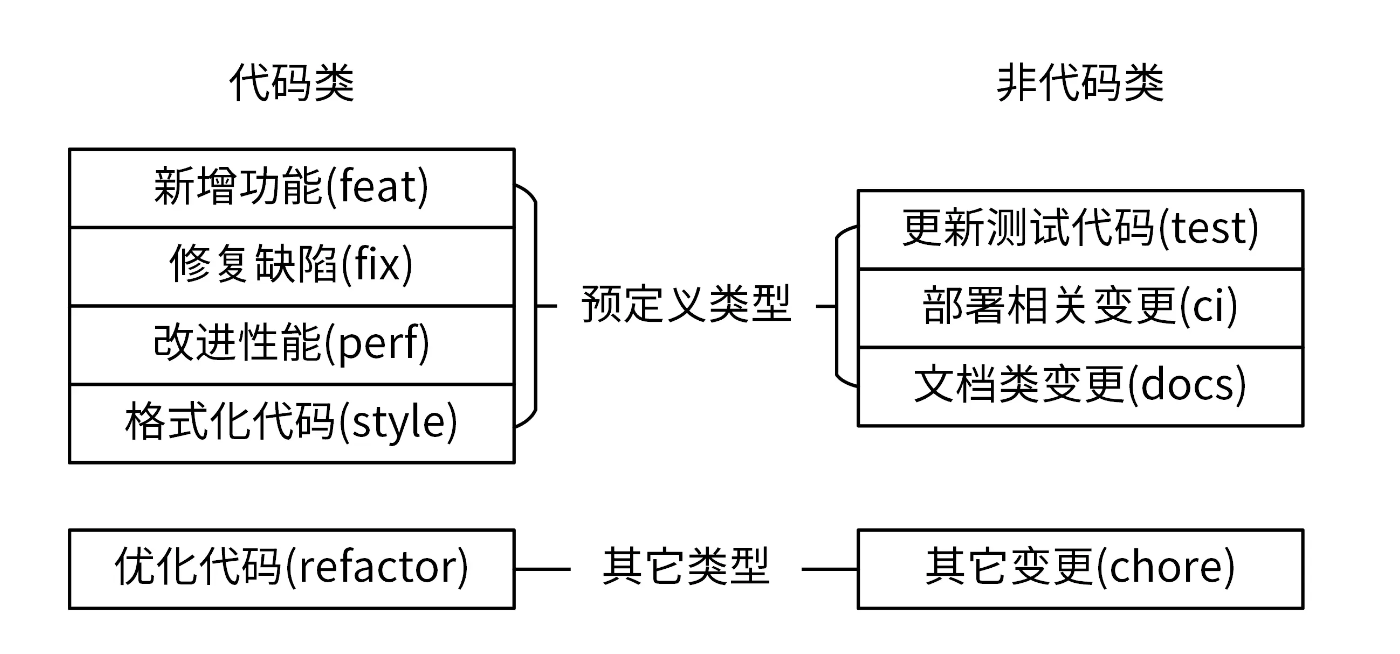 代码类
非代码类
新增功能(feat)
修复缺陷(fix)
改进性能(perf)
格式化代码(style)
预定义类型
更新测试代码(test)
部署相关变更(ci)
文档类变更(docs)
优化代码(refactor)
其它类型
其它变更(chore)